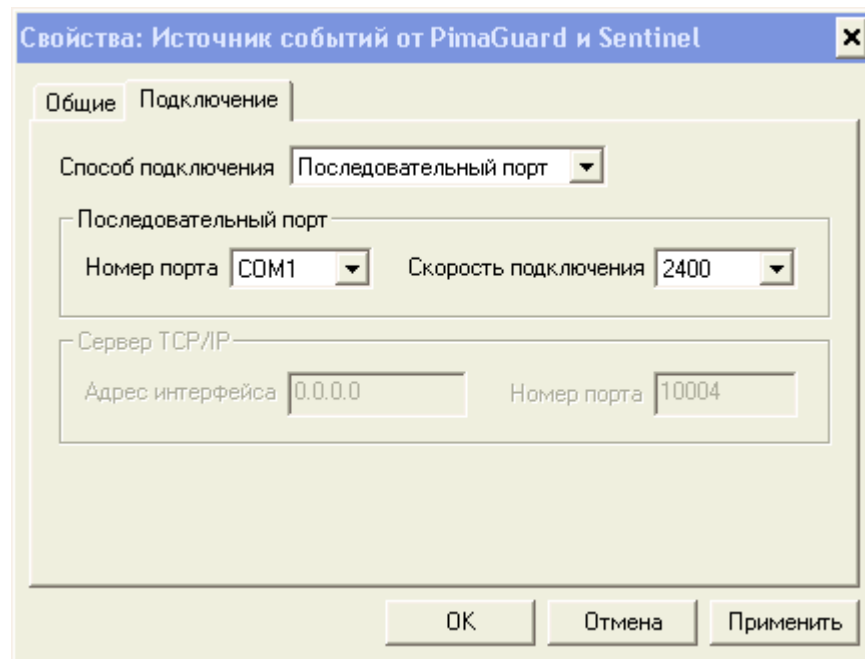 Свойства: Источник событий от PimaGuard и Sentinel
Общие Подключение
Способ подключения Последовательный порт
Последовательный порт
Номер порта COM1 Скорость подключения 2400
Сервер TCP/IP
Адрес интерфейса 0.0.0.0 Номер порта 10004
OK Отмена Применить